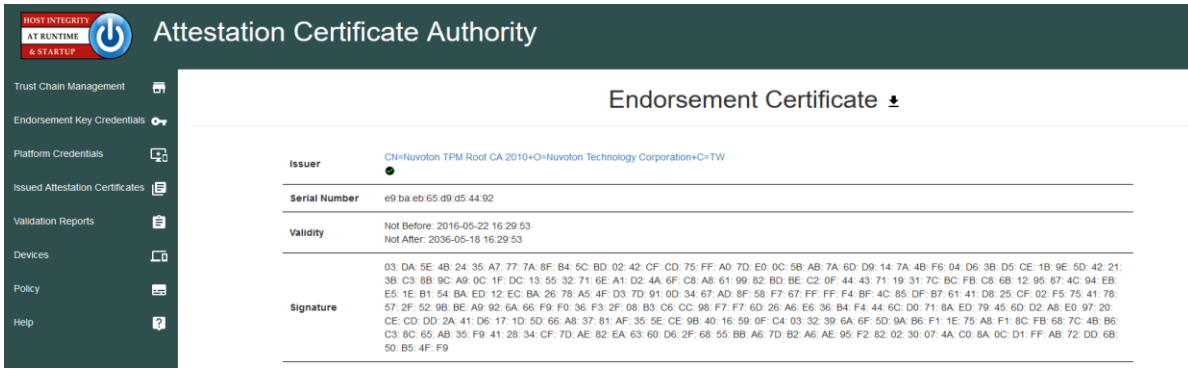 HOST INTEGRITY
AT RUNTIME
& STARTUP
Attestation Certificate Authority
Trust Chain Management
Endorsement Key Credentials
Platform Credentials
Issued Attestation Certificates
Validation Reports
Devices
Policy
Help
Endorsement Certificate
Issuer
CN=Nuvoton TPM Root CA 2010+O=Nuvoton Technology Corporation+C=TW
Serial Number
e9:ba:eb:65:d9:d5:44:92
Validity
Not Before: 2016-05-22 16:29:53
Not After: 2036-05-18 16:29:53
Signature
03: DA: 5E: 4B: 24: 35: A7: 77: 7A: 8F: B4: 5C: BD: 02: 42: CF: CD: 75: FF: A0: 7D: E0: 0C: 5B: AB: 7A: 6D: D9: 14: 7A: 4B: F6: 04: D6: 3B: D5: CE: 1B: 9E: 5D: 42: 21:
3B: C3: 8B: 9C: A9: 0C: 1F: DC: 13: 55: 32: 71: 6E: A1: D2: 4A: 6F: C8: A8: 61: 99: 82: BD: BE: C2: 0F: 44: 43: 71: 19: 31: 7C: BC: FB: C8: 6B: 12: 95: 87: 4C: 94: EB:
E5: 1E: B1: 54: BA: ED: 12: EC: BA: 26: 78: A5: 4F: D3: 7D: 91: 0D: 34: 67: AD: 8F: 58: F7: 67: FF: FF: F4: BF: 4C: 85: DF: B7: 61: 41: D8: 25: CF: 02: F5: 75: 41: 78:
57: 2F: 52: 9B: BE: A9: 92: 6A: 66: F9: F0: 36: F3: 2F: 08: B3: C6: CC: 98: F7: F7: 6D: 26: A6: E6: 36: B4: F4: 44: 6C: D0: 71: 8A: ED: 79: 45: 6D: D2: A8: E0: 97: 20:
CE: CD: DD: 2A: 41: D6: 17: 1D: 5D: 66: A8: 37: 81: AF: 35: 5E: CE: 9B: 40: 16: 59: 0F: C4: 03: 32: 39: 6A: 6F: 5D: 9A: B6: F1: 1E: 75: A8: F1: 8C: FB: 68: 7C: 4B: B6:
C3: 8C: 65: AB: 35: F9: 41: 28: 34: CF: 7D: AE: 82: EA: 63: 60: D6: 2F: 68: 55: BB: A6: 7D: B2: A6: AE: 95: F2: 82: 02: 30: 07: 4A: C0: 8A: 0C: D1: FF: AB: 72: DD: 6B:
50: B5: 4F: F9